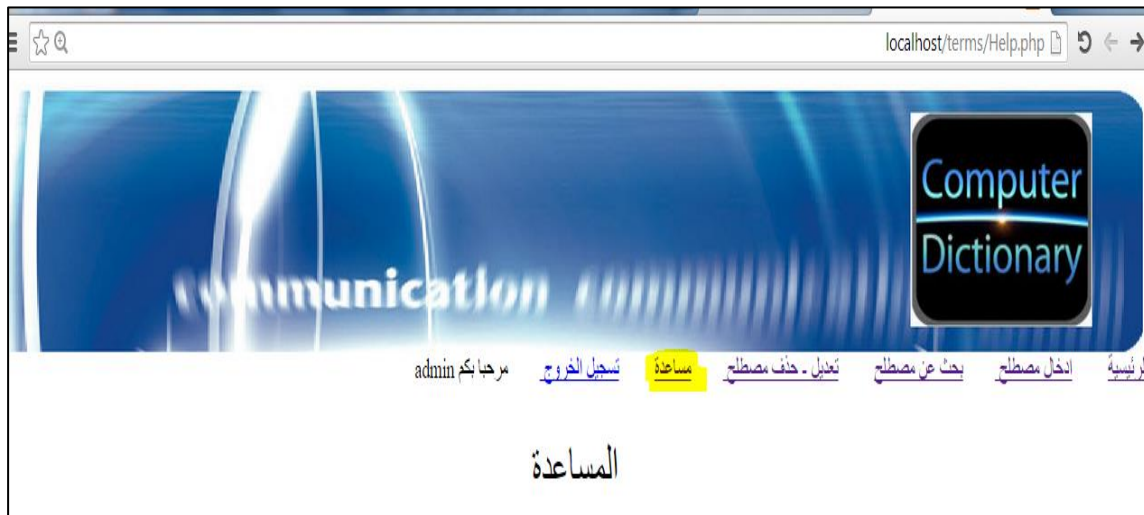 localhost/terms/Help.php
Computer
Dictionary
communication
لرئيسية ادخال مصطلح بحث عن مصطلح تعديل - حذف مصطلح مساعدة تسجيل الخروج مرحبا بكم admin
المساعدة